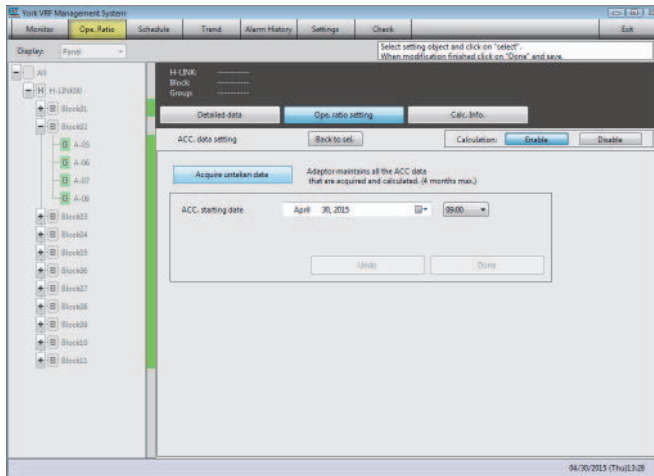 York VRF Management System
Monitor Ope. Ratio Schedule Trend Alarm History Settings Check Exit
Display: Panel
Select setting object and click on "select".
When modification finished click on "Done" and save.
All
H H-LINK00
B Block01
B Block02
G A-05
G A-06
G A-07
G A-08
B Block03
B Block04
B Block05
B Block06
B Block07
B Block08
B Block09
B Block10
B Block11
H-LINK: ----------
Block: ----------
Group: ----------
Detailed data Ope. ratio setting Calc. Info.
ACC. data setting Back to sel. Calculation: Enable Disable
Acquire untaken data
Adaptor maintains all the ACC data
that are acquired and calculated. (4 months max.)
ACC. starting date April 30, 2015 09:00
Undo Done
04/30/2015 (Thu)13:28